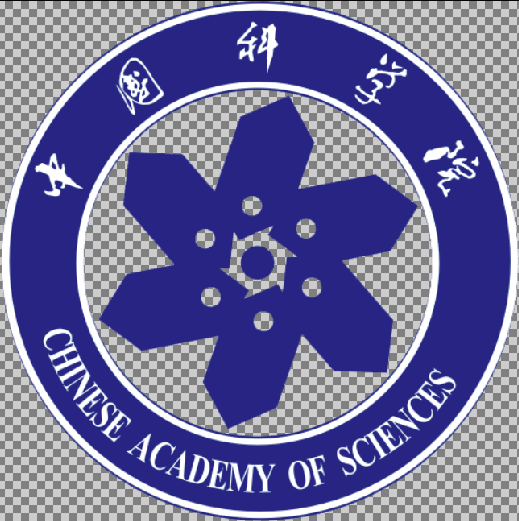 中国科学院
CHINESE ACADEMY OF SCIENCES